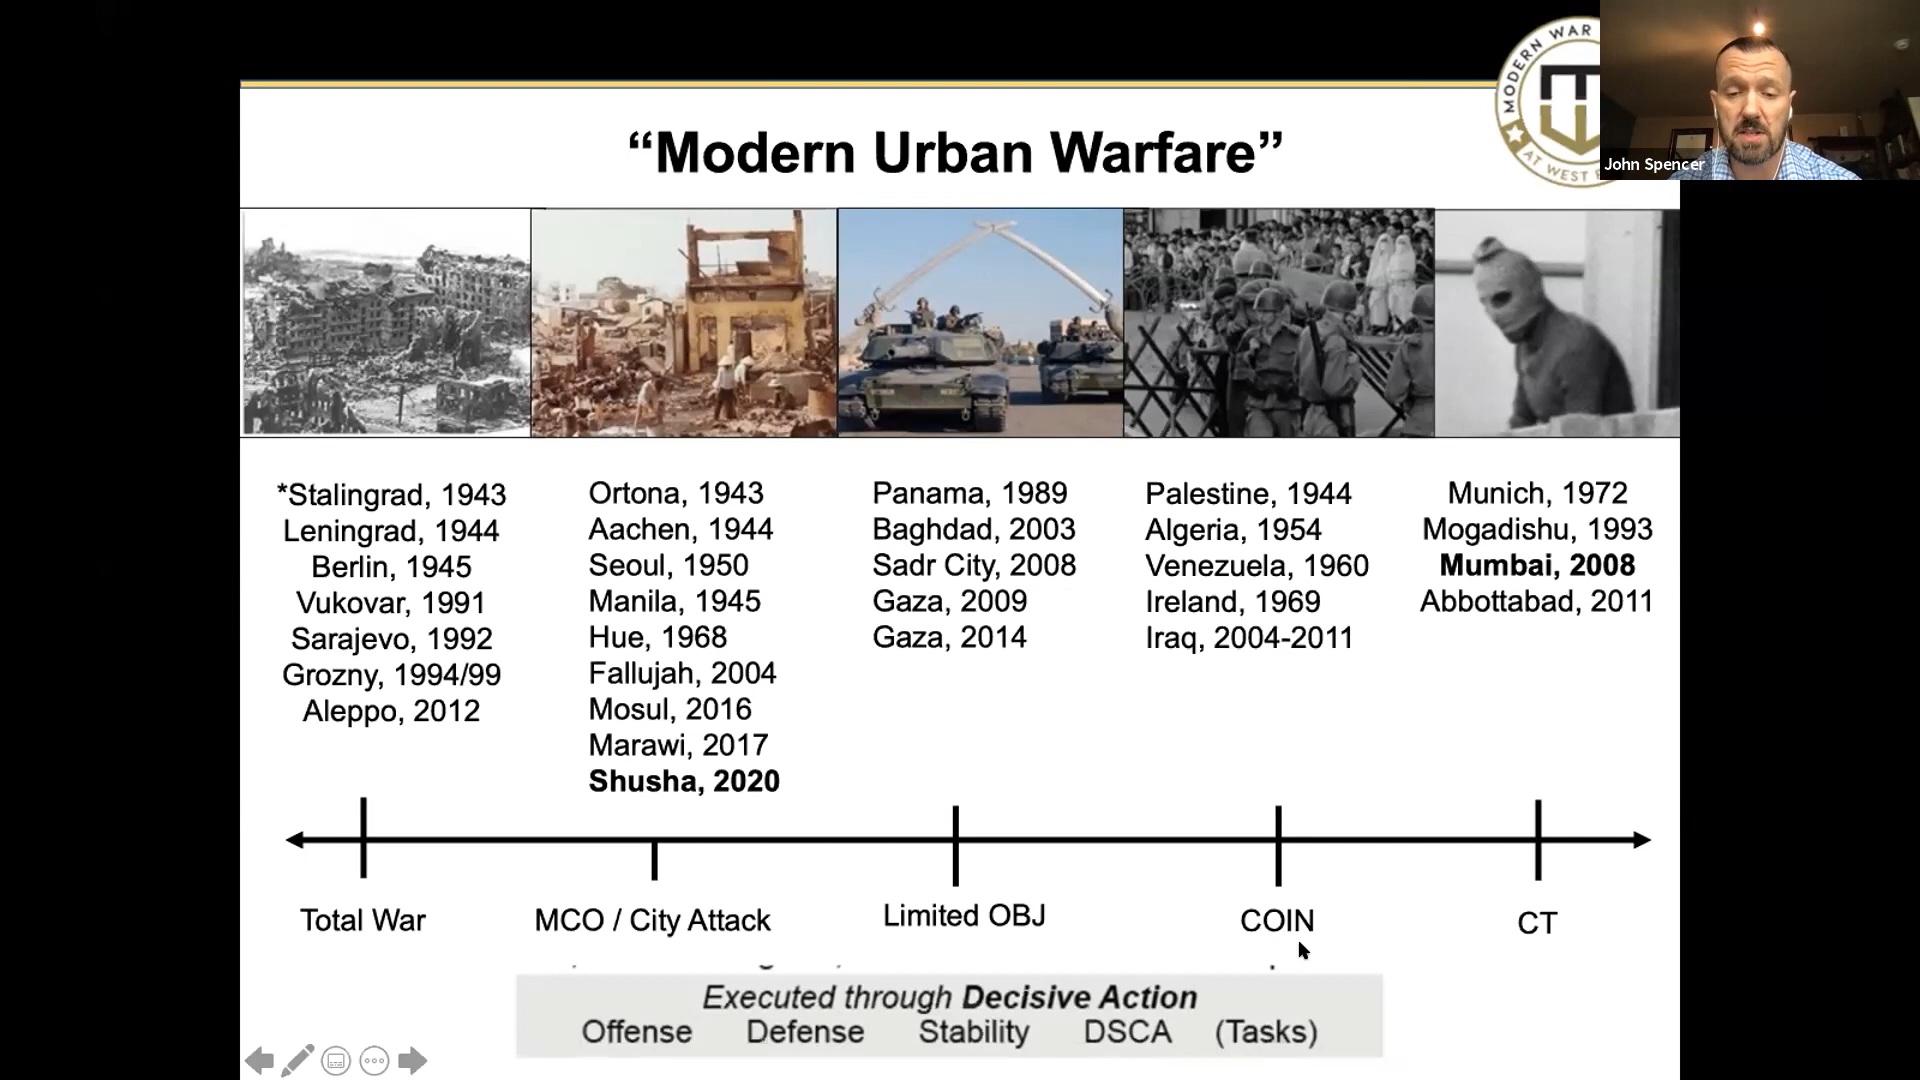 MODERN WAR
AT WEST
John Spencer
“Modern Urban Warfare”
*Stalingrad, 1943
Leningrad, 1944
Berlin, 1945
Vukovar, 1991
Sarajevo, 1992
Grozny, 1994/99
Aleppo, 2012
Ortona, 1943
Aachen, 1944
Seoul, 1950
Manila, 1945
Hue, 1968
Fallujah, 2004
Mosul, 2016
Marawi, 2017
Shusha, 2020
Panama, 1989
Baghdad, 2003
Sadr City, 2008
Gaza, 2009
Gaza, 2014
Palestine, 1944
Algeria, 1954
Venezuela, 1960
Ireland, 1969
Iraq, 2004-2011
Munich, 1972
Mogadishu, 1993
Mumbai, 2008
Abbottabad, 2011
Total War
MCO / City Attack
Limited OBJ
COIN
CT
Executed through Decisive Action
Offense Defense Stability DSCA (Tasks)